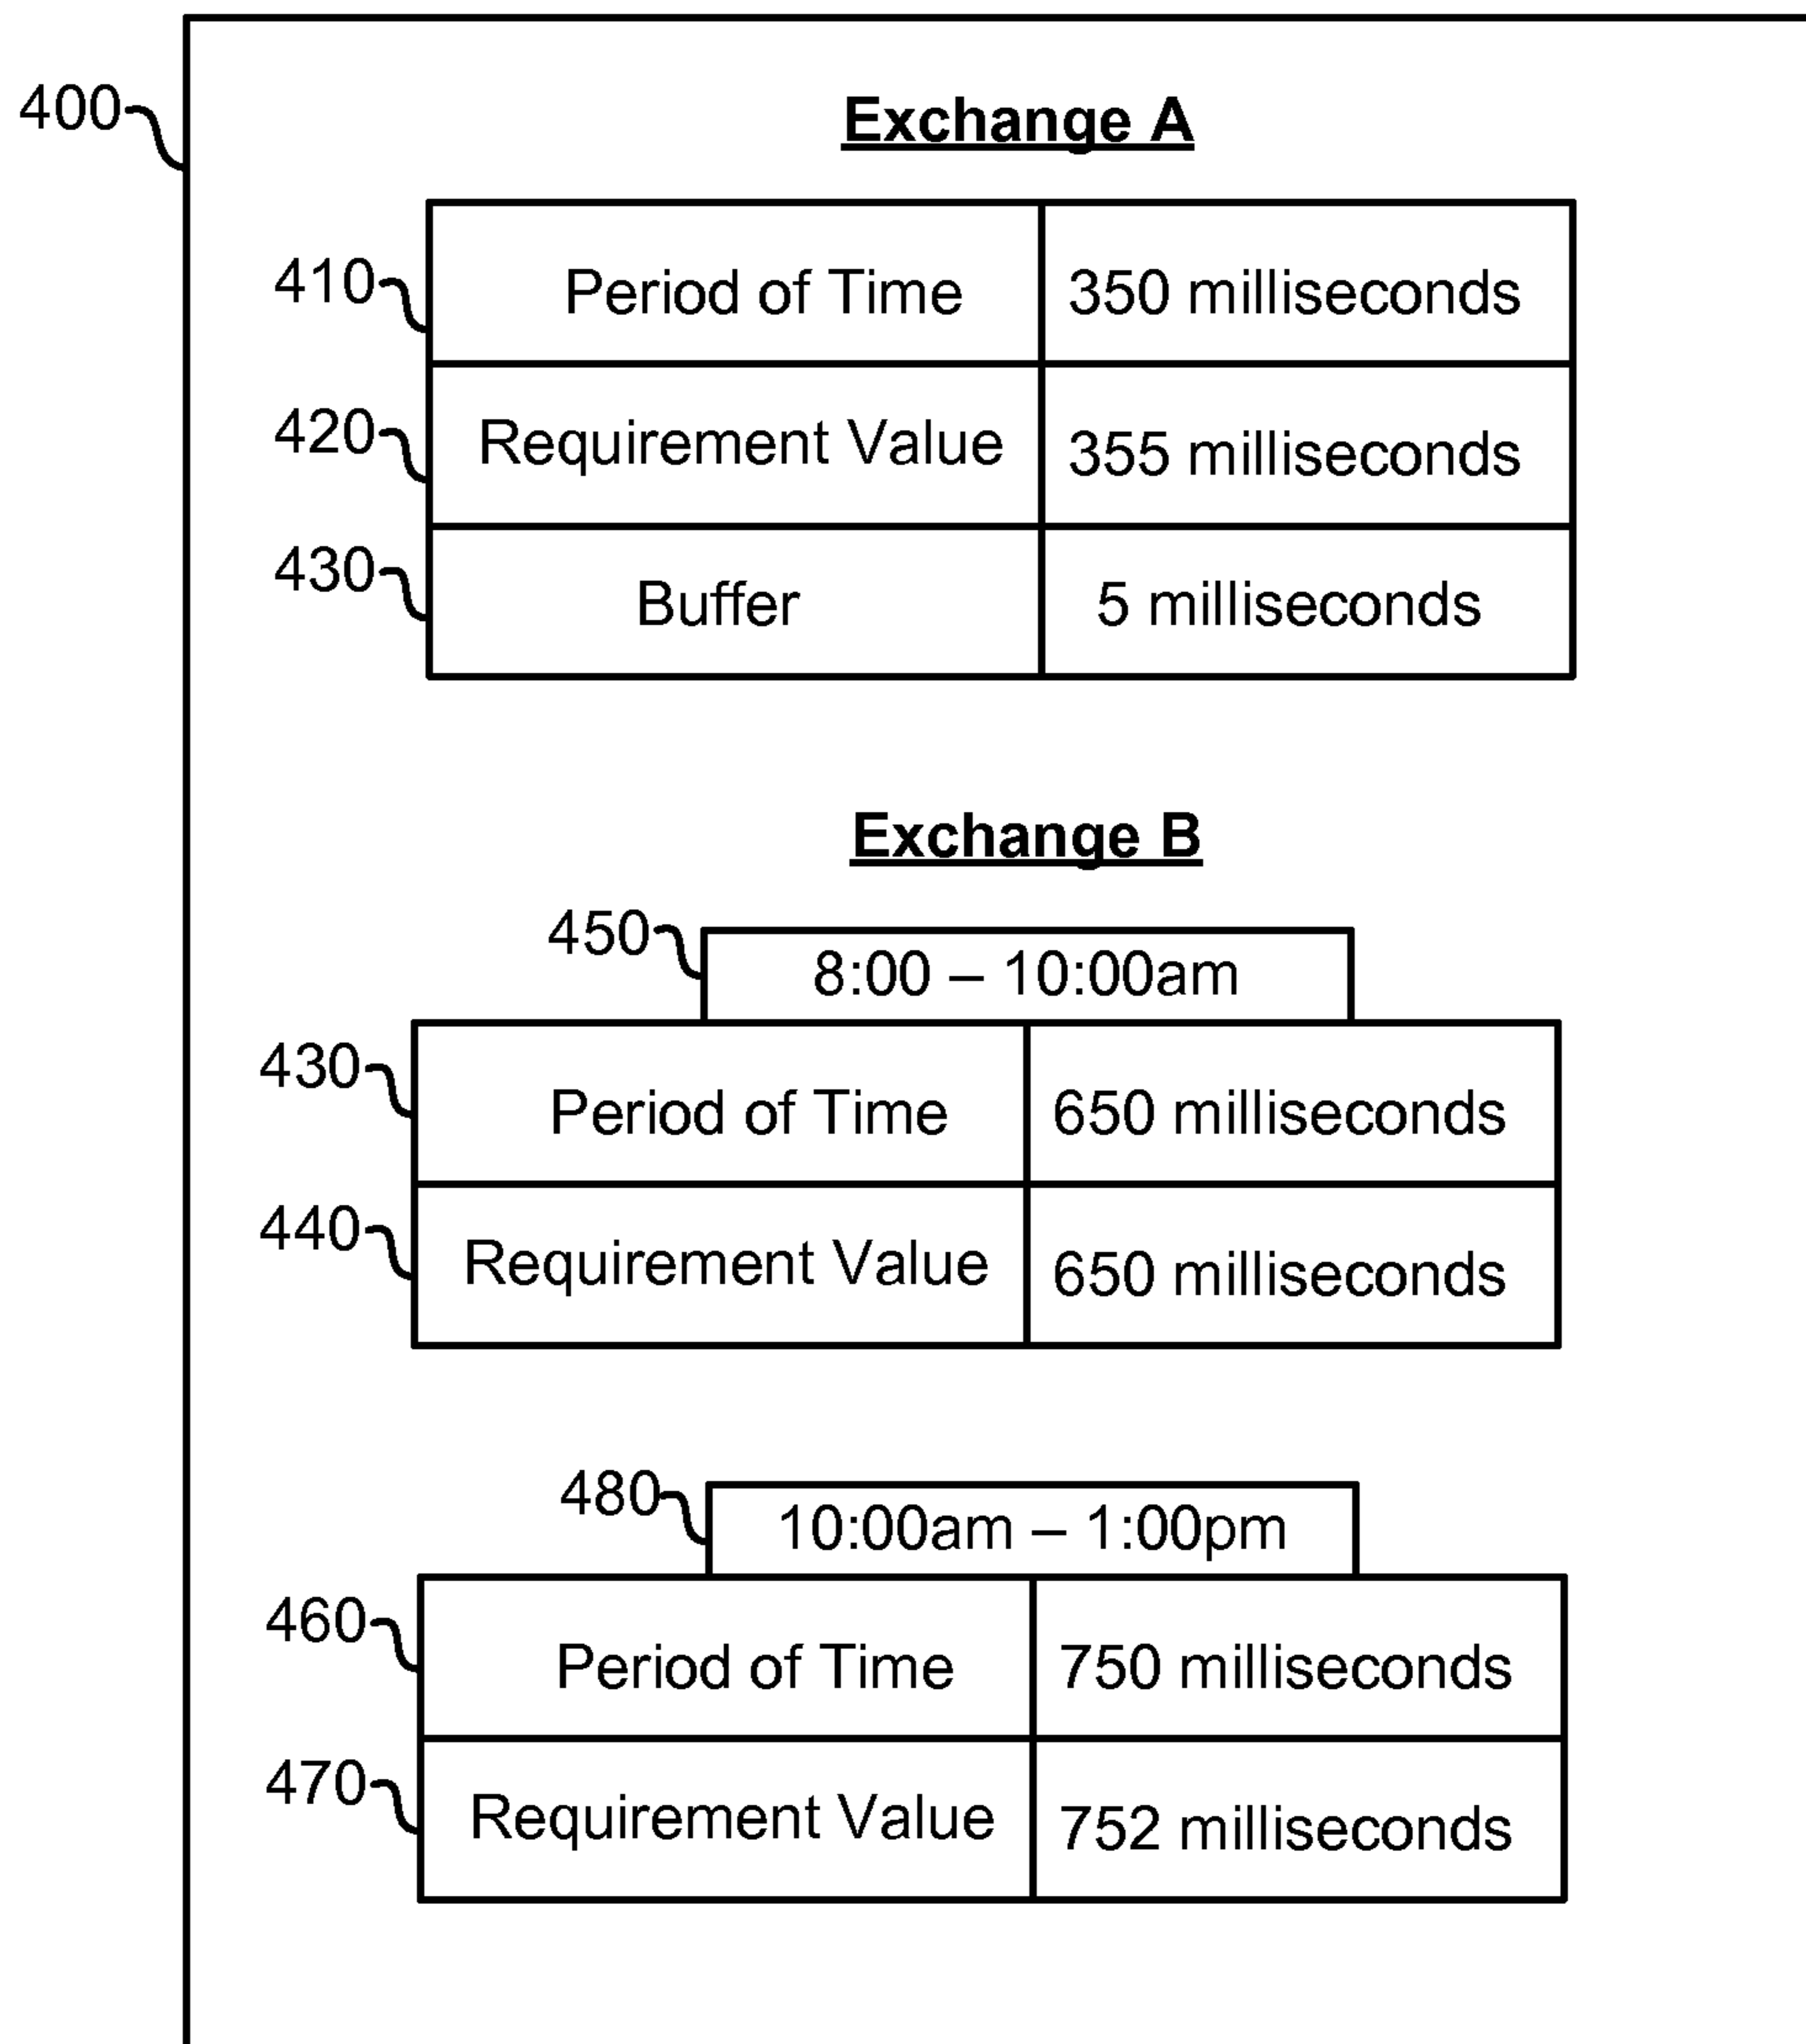 400
Exchange A
410 Period of Time 350 milliseconds
420 Requirement Value 355 milliseconds
430 Buffer 5 milliseconds
Exchange B
450 8:00 – 10:00am
430 Period of Time 650 milliseconds
440 Requirement Value 650 milliseconds
480 10:00am – 1:00pm
460 Period of Time 750 milliseconds
470 Requirement Value 752 milliseconds